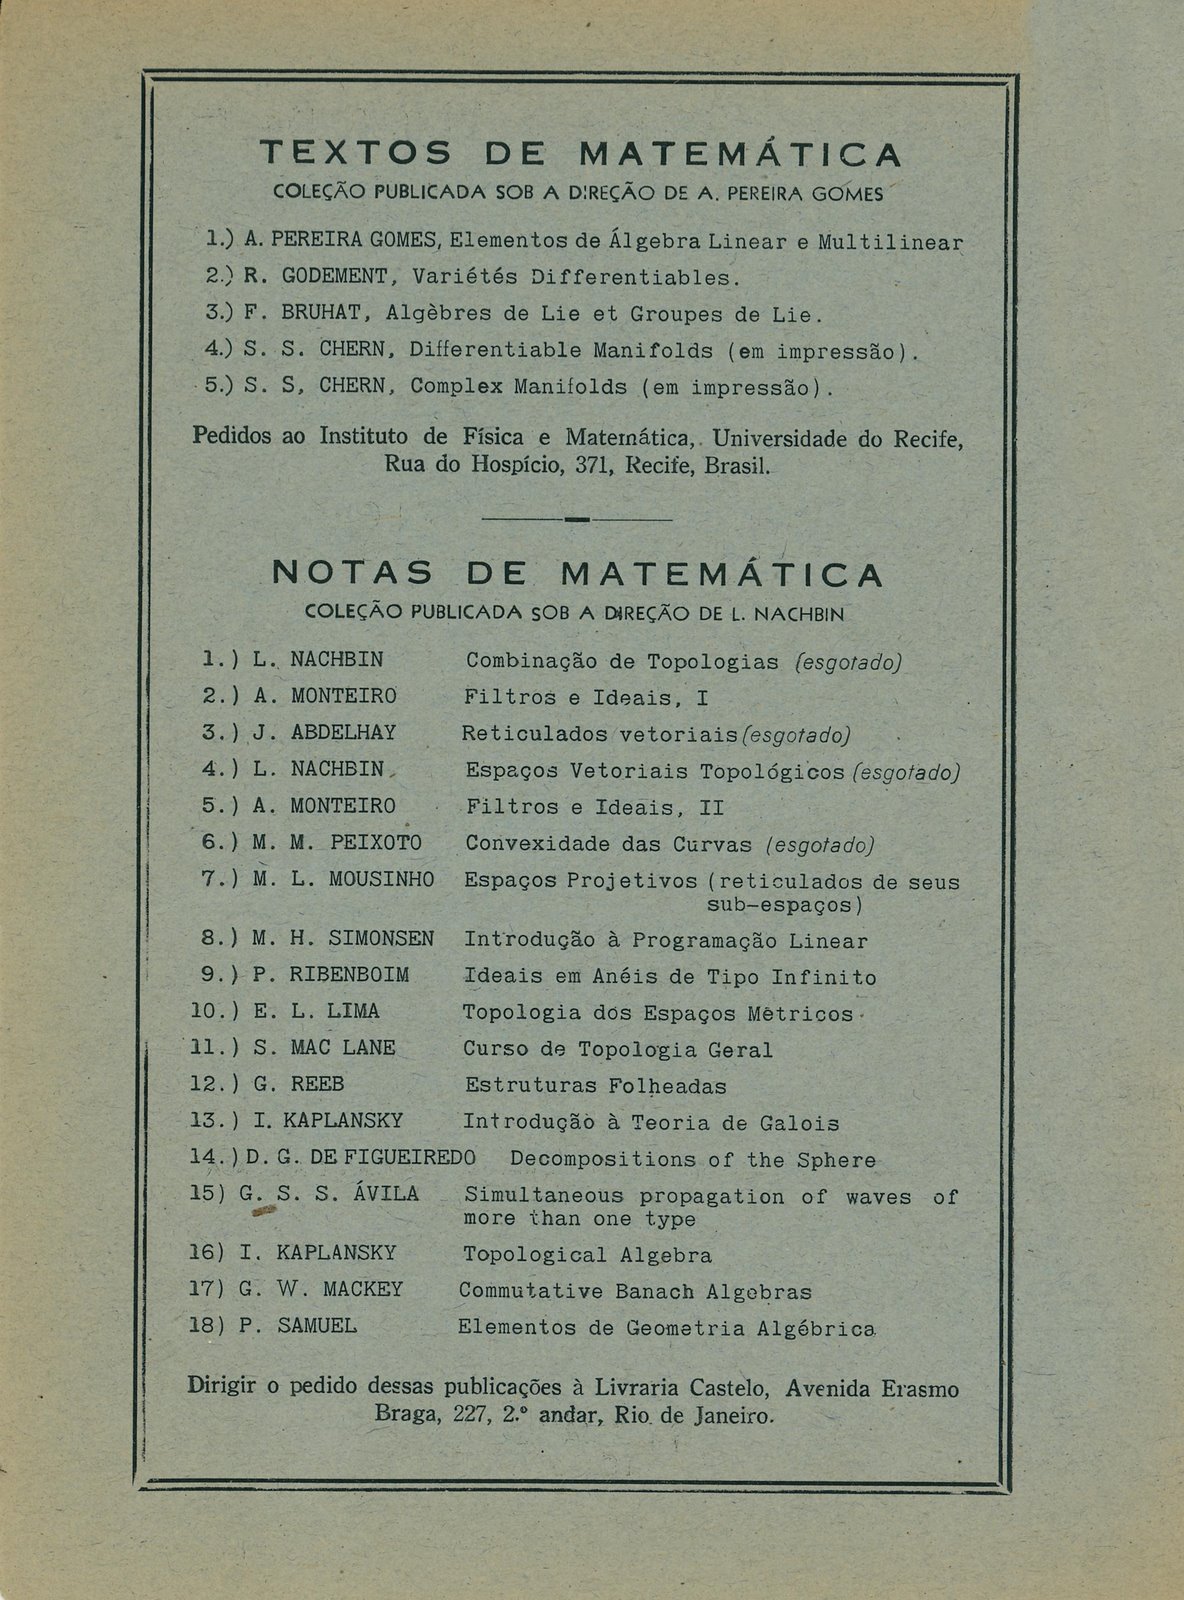 TEXTOS DE MATEMÁTICA
COLEÇÃO PUBLICADA SOB A DIREÇÃO DE A. PEREIRA GOMES
1.) A. PEREIRA GOMES, Elementos de Álgebra Linear e Multilinear
2.) R. GODEMENT, Variétés Differentiables.
3.) F. BRUHAT, Algèbres de Lie et Groupes de Lie.
4.) S. S. CHERN, Differentiable Manifolds (em impressão).
5.) S. S, CHERN, Complex Manifolds (em impressão).
Pedidos ao Instituto de Física e Matemática, Universidade do Recife,
Rua do Hospício, 371, Recife, Brasil.
NOTAS DE MATEMÁTICA
COLEÇÃO PUBLICADA SOB A DIREÇÃO DE L. NACHBIN
1.) L. NACHBIN Combinação de Topologias (esgotado)
2.) A. MONTEIRO Filtros e Ideais, I
3.) J. ABDELHAY Reticulados vetoriais (esgotado)
4.) L. NACHBIN Espaços Vetoriais Topológicos (esgotado)
5.) A. MONTEIRO Filtros e Ideais, II
6.) M. M. PEIXOTO Convexidade das Curvas (esgotado)
7.) M. L. MOUSINHO Espaços Projetivos (reticulados de seus
sub-espaços)
8.) M. H. SIMONSEN Introdução à Programação Linear
9.) P. RIBENBOIM Ideais em Anéis de Tipo Infinito
10.) E. L. LIMA Topologia dos Espaços Métricos
11.) S. MAC LANE Curso de Topologia Geral
12.) G. REEB Estruturas Folheadas
13.) I. KAPLANSKY Introdução à Teoria de Galois
14.) D. G. DE FIGUEIREDO Decompositions of the Sphere
15) G. S. S. ÁVILA Simultaneous propagation of waves of
more than one type
16) I. KAPLANSKY Topological Algebra
17) G. W. MACKEY Commutative Banach Algebras
18) P. SAMUEL Elementos de Geometria Algébrica
Dirigir o pedido dessas publicações à Livraria Castelo, Avenida Erasmo
Braga, 227, 2.º andar, Rio de Janeiro.